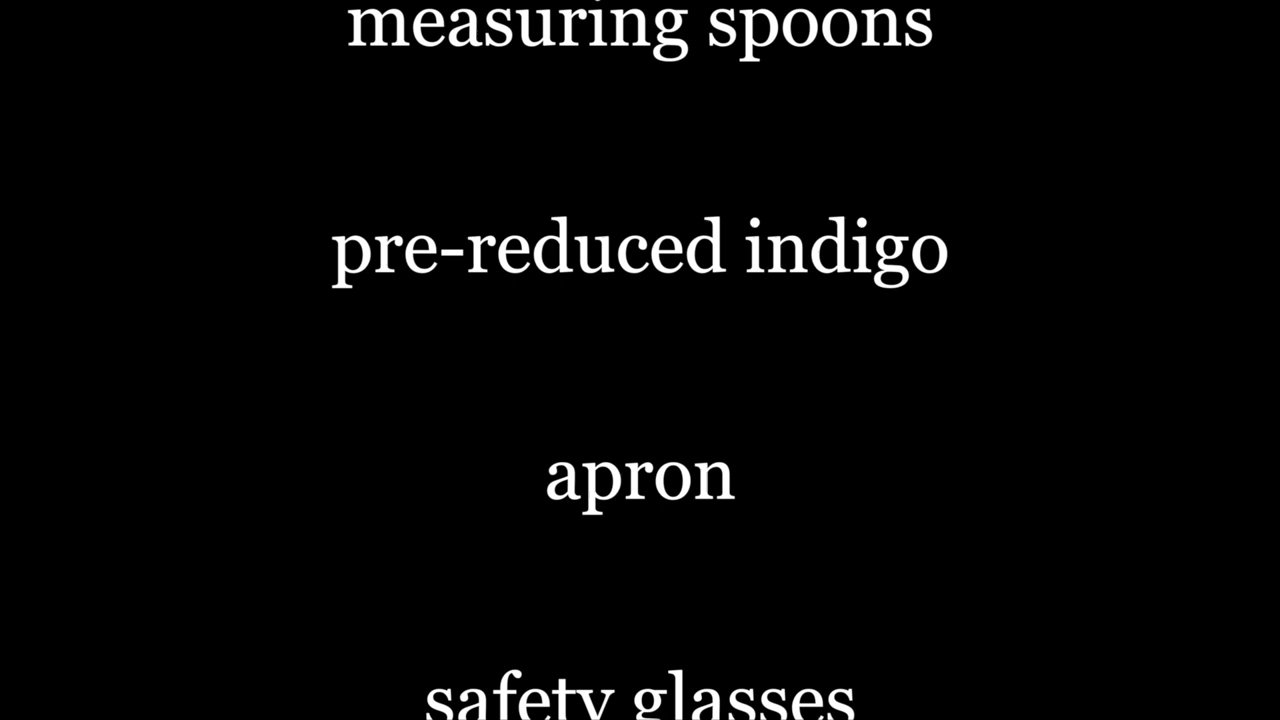 measuring spoons
pre-reduced indigo
apron
safety glasses